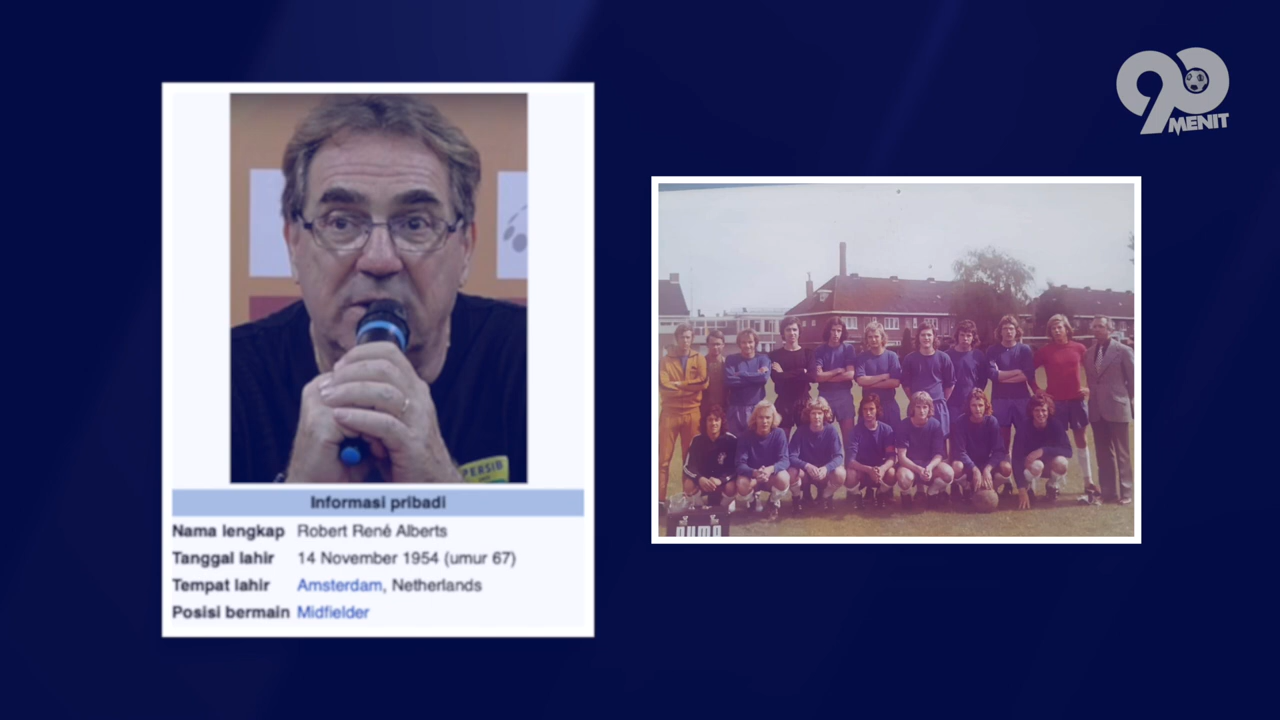 90
MENIT
PERSIB
Informasi pribadi
Nama lengkap Robert René Alberts
Tanggal lahir 14 November 1954 (umur 67)
Tempat lahir Amsterdam, Netherlands
Posisi bermain Midfielder